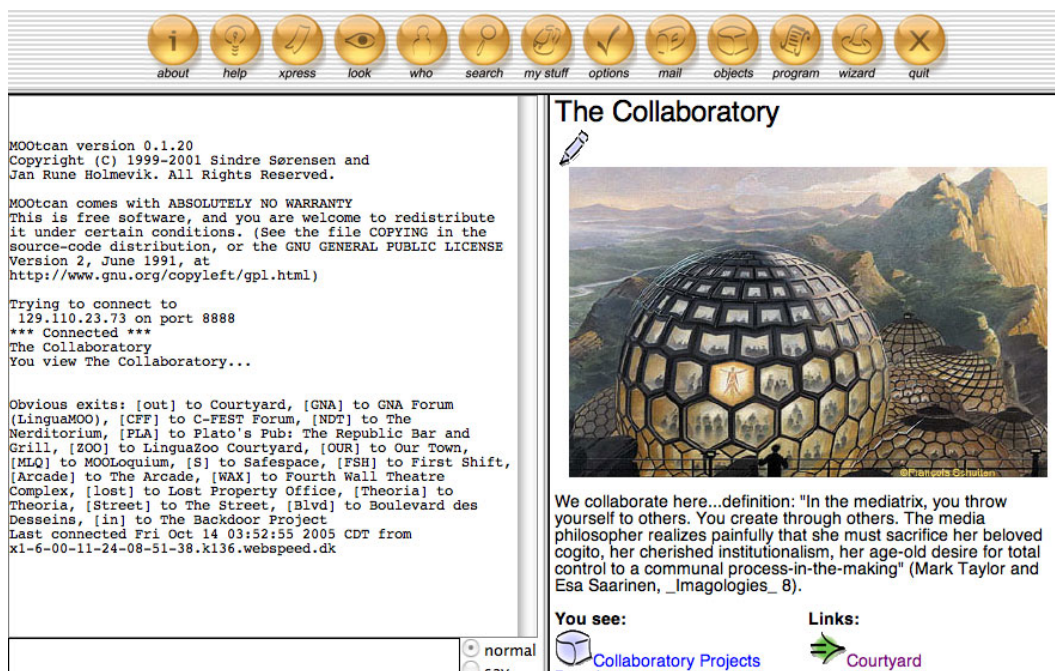 about help xpress look who search my stuff options mail objects program wizard quit
MOOtcan version 0.1.20
Copyright (C) 1999-2001 Sindre Sørensen and
Jan Rune Holmevik. All Rights Reserved.
MOOtcan comes with ABSOLUTELY NO WARRANTY
This is free software, and you are welcome to redistribute
it under certain conditions. (See the file COPYING in the
source-code distribution, or the GNU GENERAL PUBLIC LICENSE
Version 2, June 1991, at
http://www.gnu.org/copyleft/gpl.html)
Trying to connect to
129.110.23.73 on port 8888
*** Connected ***
The Collaboratory
You view The Collaboratory...
Obvious exits: [out] to Courtyard, [GNA] to GNA Forum
(LinguaMOO), [CFF] to C-FEST Forum, [NDT] to The
Nerditorium, [PLA] to Plato's Pub: The Republic Bar and
Grill, [ZOO] to LinguaZoo Courtyard, [OUR] to Our Town,
[MLQ] to MOOLoquium, [S] to Safespace, [FSH] to First Shift,
[Arcade] to The Arcade, [WAX] to Fourth Wall Theatre
Complex, [lost] to Lost Property Office, [Theoria] to
Theoria, [Street] to The Street, [Blvd] to Boulevard des
Desseins, [in] to The Backdoor Project
Last connected Fri Oct 14 03:52:55 2005 CDT from
x1-6-00-11-24-08-51-38.k136.webspeed.dk
normal
The Collaboratory
©François Schuiten
We collaborate here...definition: "In the mediatrix, you throw
yourself to others. You create through others. The media
philosopher realizes painfully that she must sacrifice her beloved
cogito, her cherished institutionalism, her age-old desire for total
control to a communal process-in-the-making" (Mark Taylor and
Esa Saarinen, _Imagologies_ 8).
You see: Links:
Collaboratory Projects Courtyard